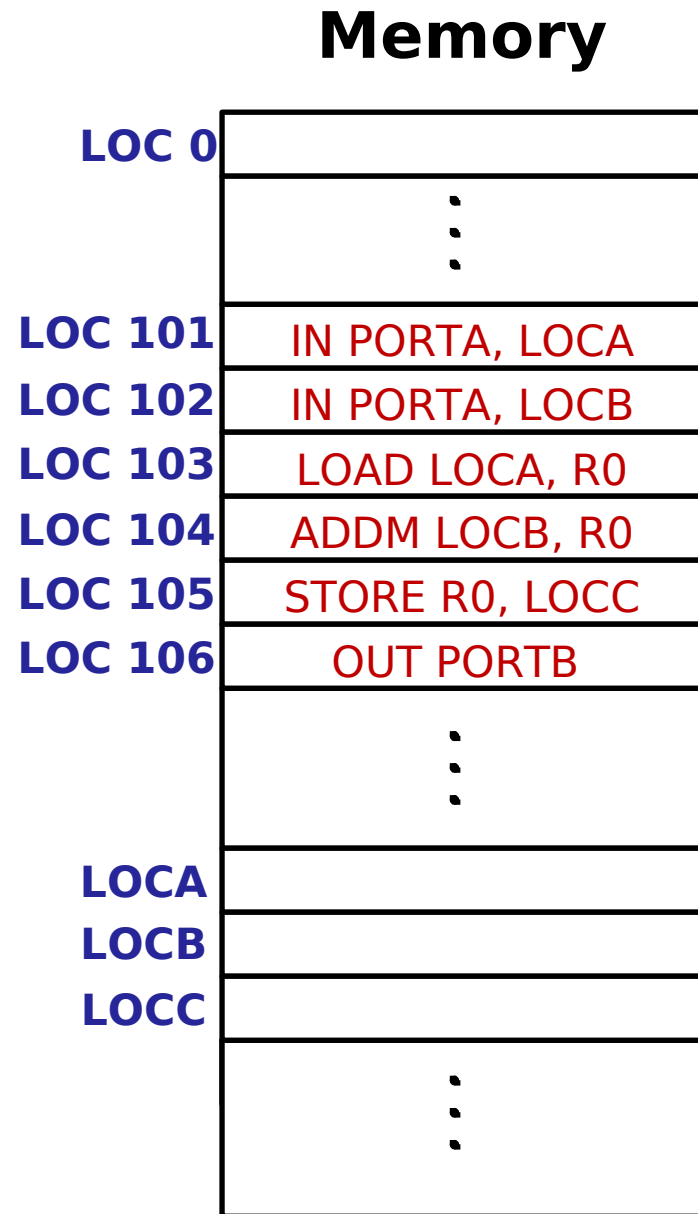 Memory
LOC 0
LOC 101 IN PORTA, LOCA
LOC 102 IN PORTA, LOCB
LOC 103 LOAD LOCA, R0
LOC 104 ADDM LOCB, R0
LOC 105 STORE R0, LOCC
LOC 106 OUT PORTB
LOCA
LOCB
LOCC